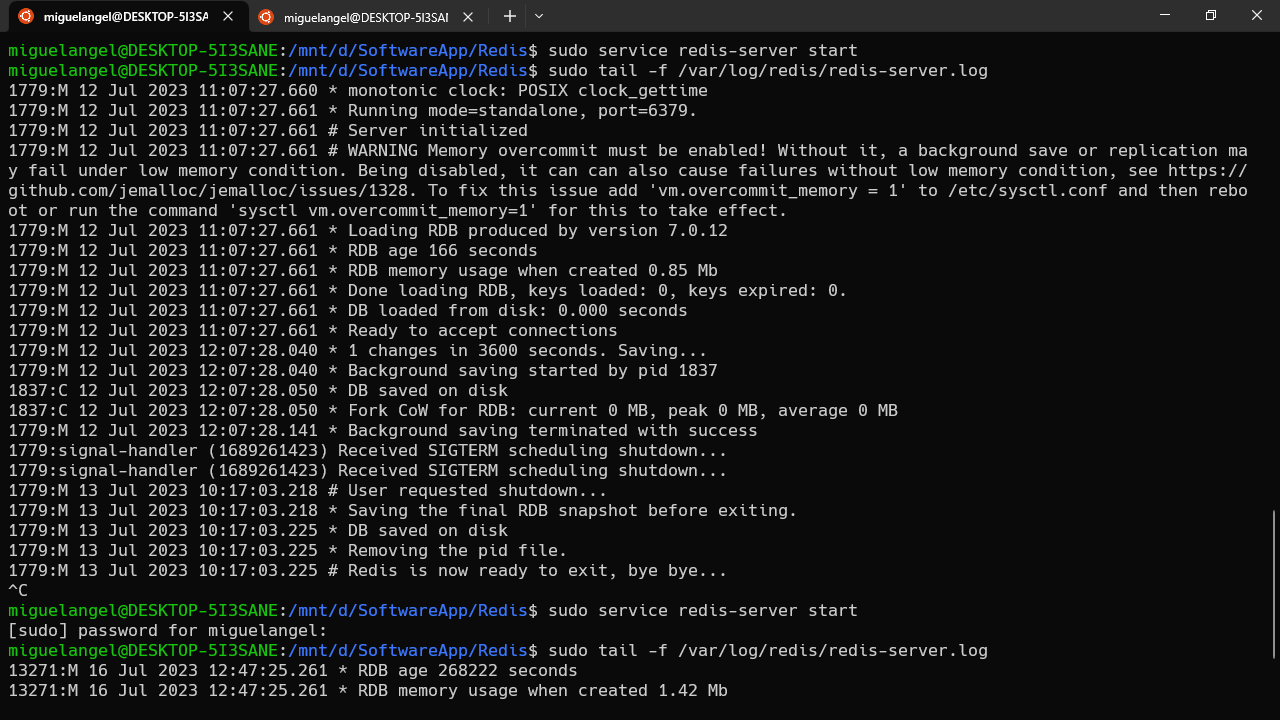 miguelangel@DESKTOP-5I3SA
miguelangel@DESKTOP-5I3SAI
miguelangel@DESKTOP-5I3SANE:/mnt/d/SoftwareApp/Redis$ sudo service redis-server start
miguelangel@DESKTOP-5I3SANE:/mnt/d/SoftwareApp/Redis$ sudo tail -f /var/log/redis/redis-server.log
1779:M 12 Jul 2023 11:07:27.660 * monotonic clock: POSIX clock_gettime
1779:M 12 Jul 2023 11:07:27.661 * Running mode=standalone, port=6379.
1779:M 12 Jul 2023 11:07:27.661 # Server initialized
1779:M 12 Jul 2023 11:07:27.661 # WARNING Memory overcommit must be enabled! Without it, a background save or replication ma
y fail under low memory condition. Being disabled, it can can also cause failures without low memory condition, see https://
github.com/jemalloc/jemalloc/issues/1328. To fix this issue add 'vm.overcommit_memory = 1' to /etc/sysctl.conf and then rebo
ot or run the command 'sysctl vm.overcommit_memory=1' for this to take effect.
1779:M 12 Jul 2023 11:07:27.661 * Loading RDB produced by version 7.0.12
1779:M 12 Jul 2023 11:07:27.661 * RDB age 166 seconds
1779:M 12 Jul 2023 11:07:27.661 * RDB memory usage when created 0.85 Mb
1779:M 12 Jul 2023 11:07:27.661 * Done loading RDB, keys loaded: 0, keys expired: 0.
1779:M 12 Jul 2023 11:07:27.661 * DB loaded from disk: 0.000 seconds
1779:M 12 Jul 2023 11:07:27.661 * Ready to accept connections
1779:M 12 Jul 2023 12:07:28.040 * 1 changes in 3600 seconds. Saving...
1779:M 12 Jul 2023 12:07:28.040 * Background saving started by pid 1837
1837:C 12 Jul 2023 12:07:28.050 * DB saved on disk
1837:C 12 Jul 2023 12:07:28.050 * Fork CoW for RDB: current 0 MB, peak 0 MB, average 0 MB
1779:M 12 Jul 2023 12:07:28.141 * Background saving terminated with success
1779:signal-handler (1689261423) Received SIGTERM scheduling shutdown...
1779:signal-handler (1689261423) Received SIGTERM scheduling shutdown...
1779:M 13 Jul 2023 10:17:03.218 # User requested shutdown...
1779:M 13 Jul 2023 10:17:03.218 * Saving the final RDB snapshot before exiting.
1779:M 13 Jul 2023 10:17:03.225 * DB saved on disk
1779:M 13 Jul 2023 10:17:03.225 * Removing the pid file.
1779:M 13 Jul 2023 10:17:03.225 # Redis is now ready to exit, bye bye...
^C
miguelangel@DESKTOP-5I3SANE:/mnt/d/SoftwareApp/Redis$ sudo service redis-server start
[sudo] password for miguelangel:
miguelangel@DESKTOP-5I3SANE:/mnt/d/SoftwareApp/Redis$ sudo tail -f /var/log/redis/redis-server.log
13271:M 16 Jul 2023 12:47:25.261 * RDB age 268222 seconds
13271:M 16 Jul 2023 12:47:25.261 * RDB memory usage when created 1.42 Mb